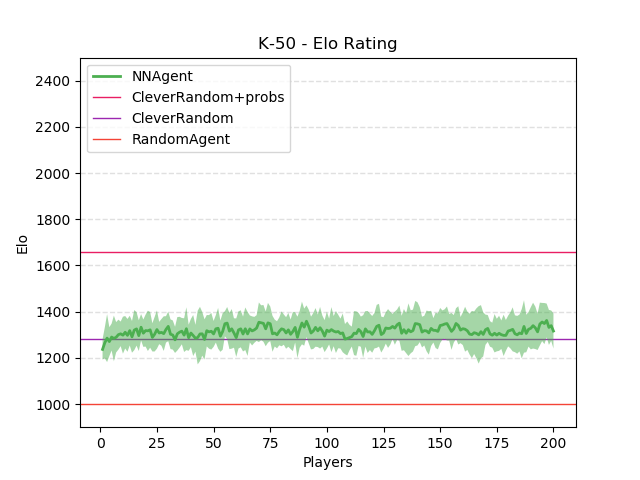 K-50 - Elo Rating
NNAgent
CleverRandom+probs
CleverRandom
RandomAgent
Elo
2400
2200
2000
1800
1600
1400
1200
1000
0 25 50 75 100 125 150 175 200
Players